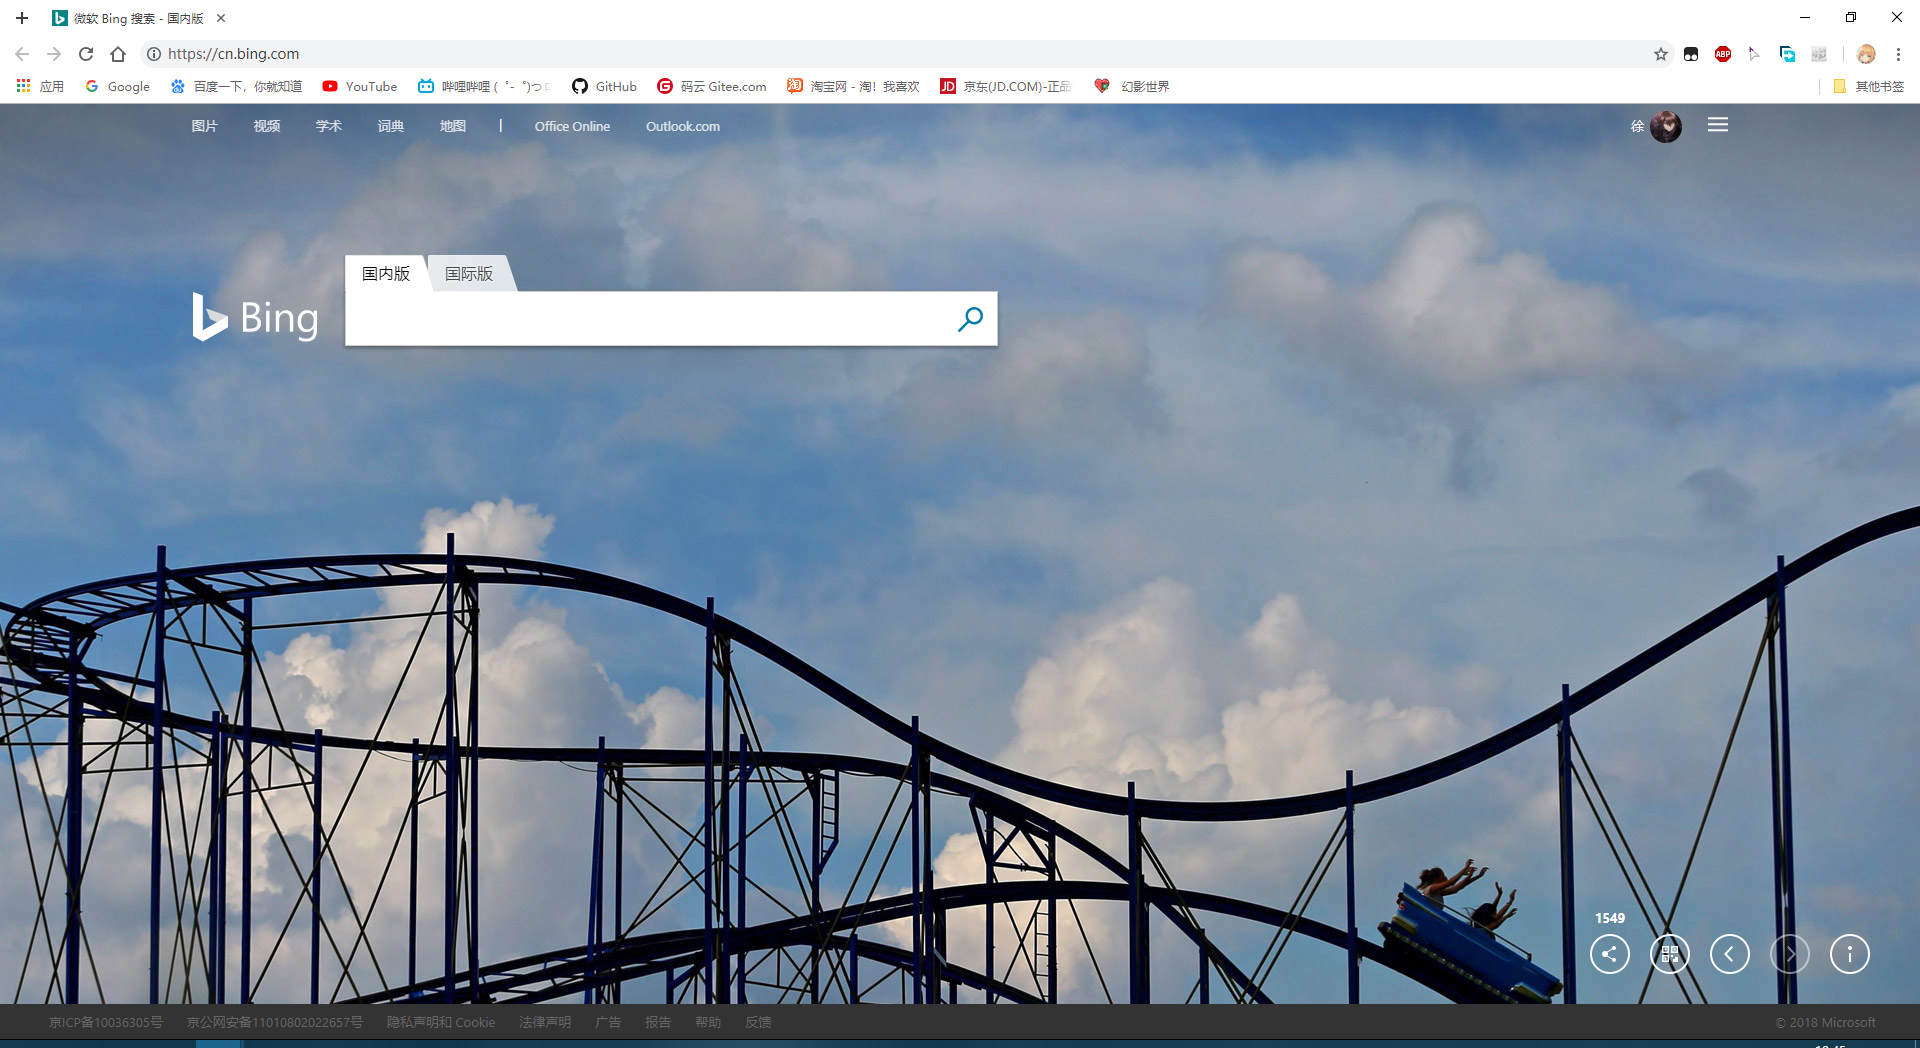 微软 Bing 搜索 - 国内版
https://cn.bing.com
应用 Google 百度一下，你就知道 YouTube 哔哩哔哩 ( ゜- ゜)つロ GitHub 码云 Gitee.com 淘宝网 - 淘！我喜欢 京东(JD.COM)-正品 幻影世界 其他书签
图片 视频 学术 词典 地图 | Office Online Outlook.com 徐
国内版 国际版
Bing
1549
京ICP备10036305号 京公网安备11010802022657号 隐私声明和 Cookie 法律声明 广告 报告 帮助 反馈 © 2018 Microsoft